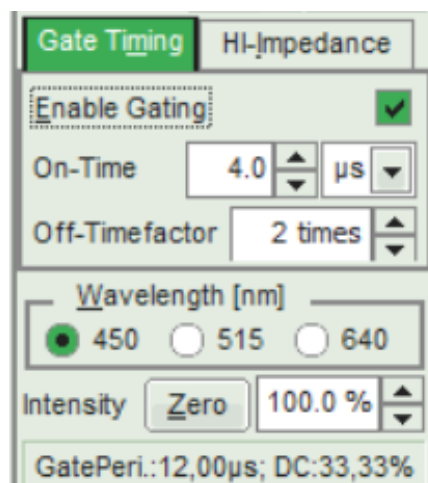 Gate Timing HI-Impedance
Enable Gating
On-Time 4.0 µs
Off-Timefactor 2 times
Wavelength [nm]
450 515 640
Intensity Zero 100.0 %
GatePeri.:12,00µs; DC:33,33%